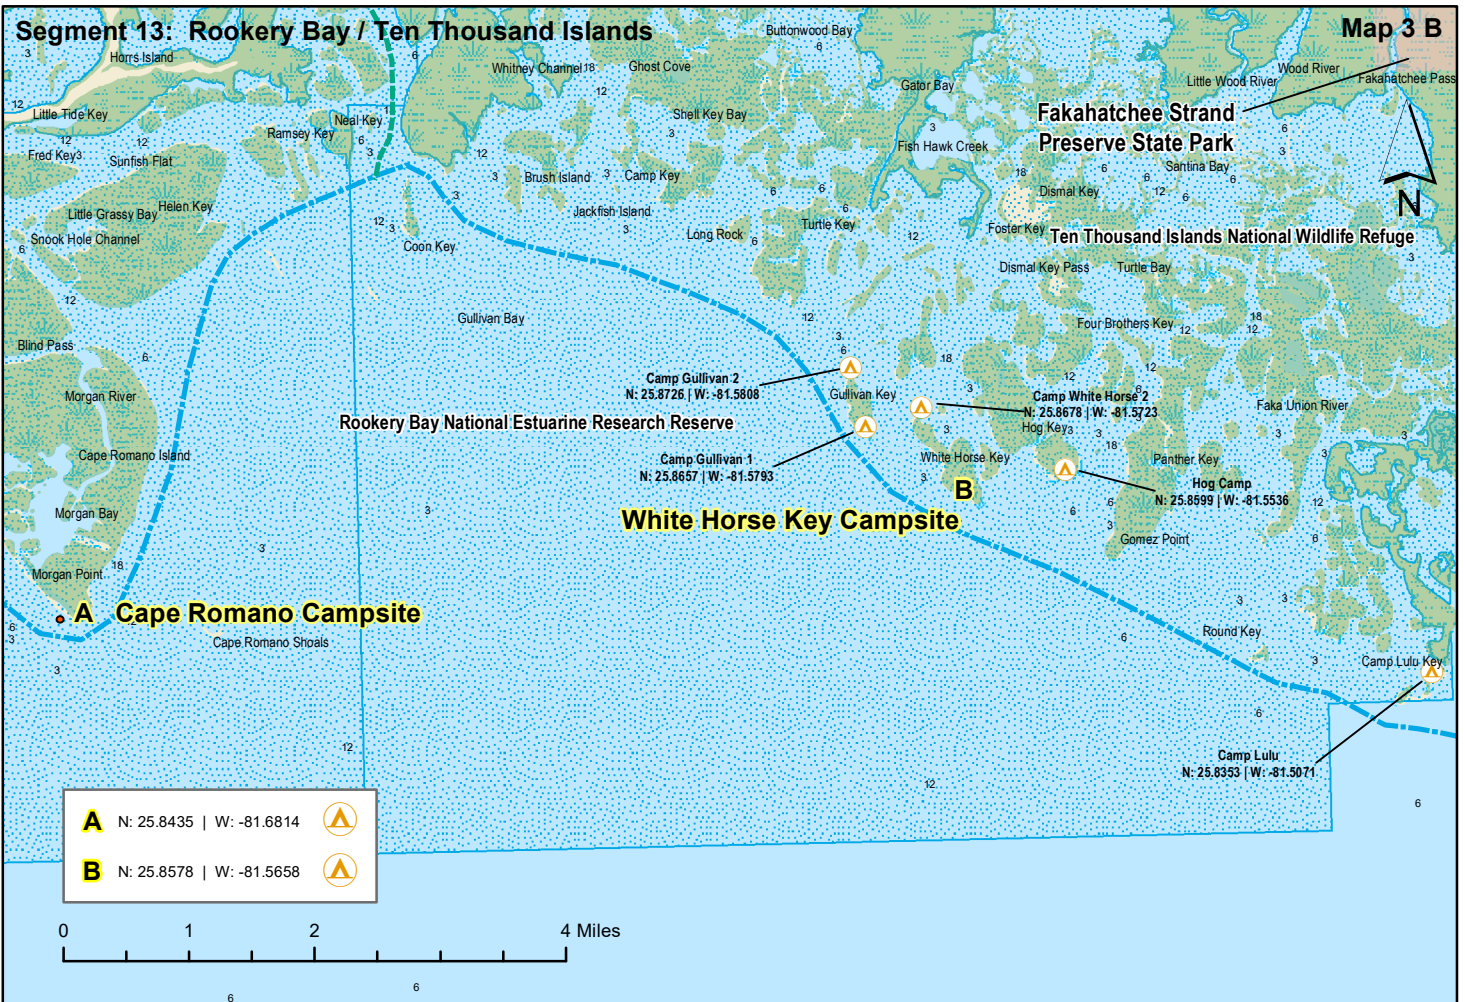 Segment 13: Rookery Bay / Ten Thousand Islands
Map 3 B
Horrs Island
Whitney Channel
Ghost Cove
Buttonwood Bay
Gator Bay
Little Wood River
Wood River
Fakahatchee Pass
Fakahatchee Strand
Preserve State Park
Little Tide Key
Neal Key
Ramsey Key
Shell Key Bay
Fish Hawk Creek
Fred Key
Sunfish Flat
Santina Bay
Brush Island
Camp Key
Dismal Key
Little Grassy Bay
Helen Key
Jackfish Island
N
Snook Hole Channel
Coon Key
Long Rock
Turtle Key
Foster Key
Ten Thousand Islands National Wildlife Refuge
Dismal Key Pass
Turtle Bay
Gullivan Bay
Four Brothers Key
Blind Pass
Camp Gullivan 2
N: 25.8726 | W: -81.5808
Morgan River
Gullivan Key
Camp White Horse 2
N: 25.8678 | W: -81.5723
Faka Union River
Rookery Bay National Estuarine Research Reserve
Hog Key
Cape Romano Island
Camp Gullivan 1
N: 25.8657 | W: -81.5793
White Horse Key
Panther Key
Hog Camp
N: 25.8599 | W: -81.5536
B
White Horse Key Campsite
Morgan Bay
Gomez Point
Morgan Point
A Cape Romano Campsite
Cape Romano Shoals
Round Key
Camp Lulu Key
Camp Lulu
N: 25.8353 | W: -81.5071
A N: 25.8435 | W: -81.6814
B N: 25.8578 | W: -81.5658
0 1 2 4 Miles